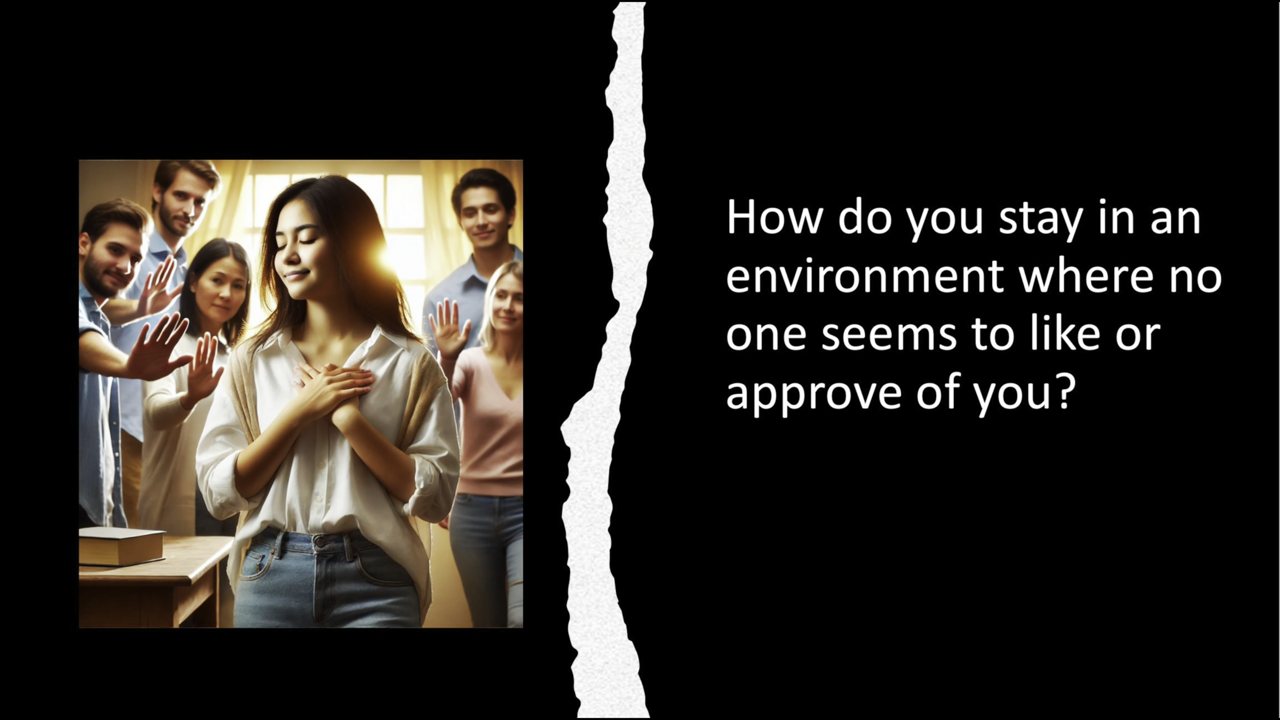 How do you stay in an
environment where no
one seems to like or
approve of you?